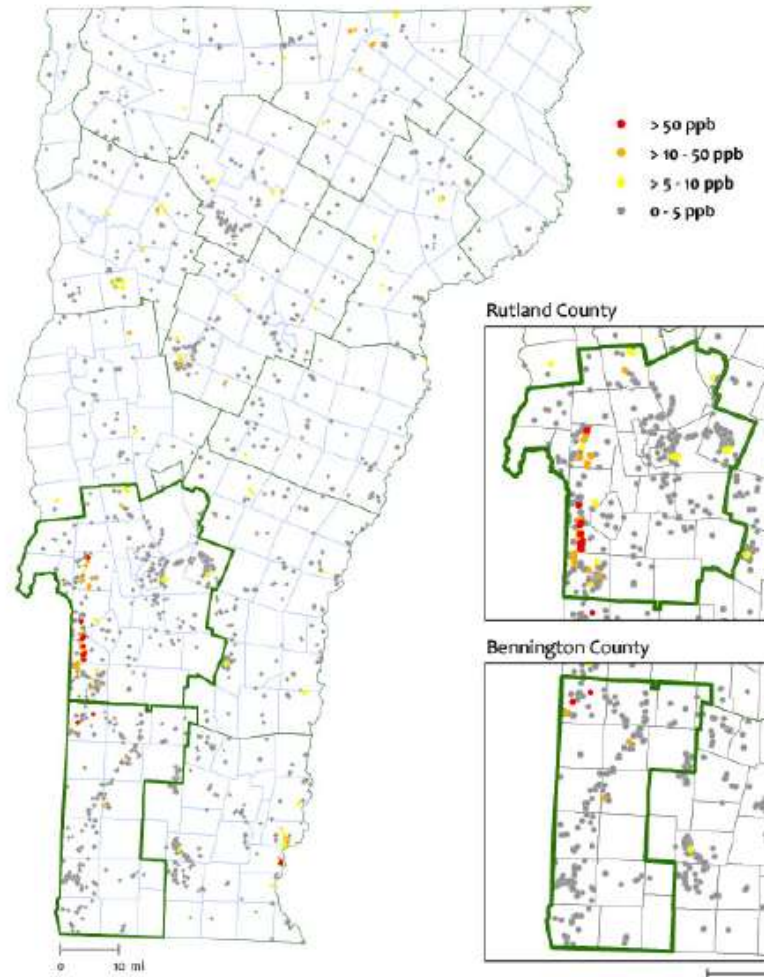 > 50 ppb
> 10 - 50 ppb
> 5 - 10 ppb
0 - 5 ppb
Rutland County
Bennington County
0 10 mi